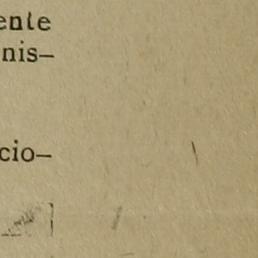 ente
nis-
cio-